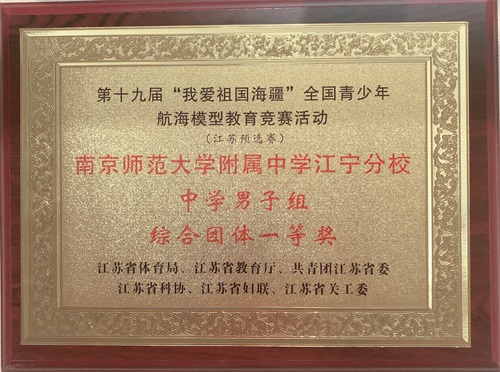 第十九届“我爱祖国海疆”全国青少年
航海模型教育竞赛活动
（江苏预选赛）
南京师范大学附属中学江宁分校
中学男子组
综合团体一等奖
江苏省体育局、江苏省教育厅、共青团江苏省委
江苏省科协、江苏省妇联、江苏省关工委